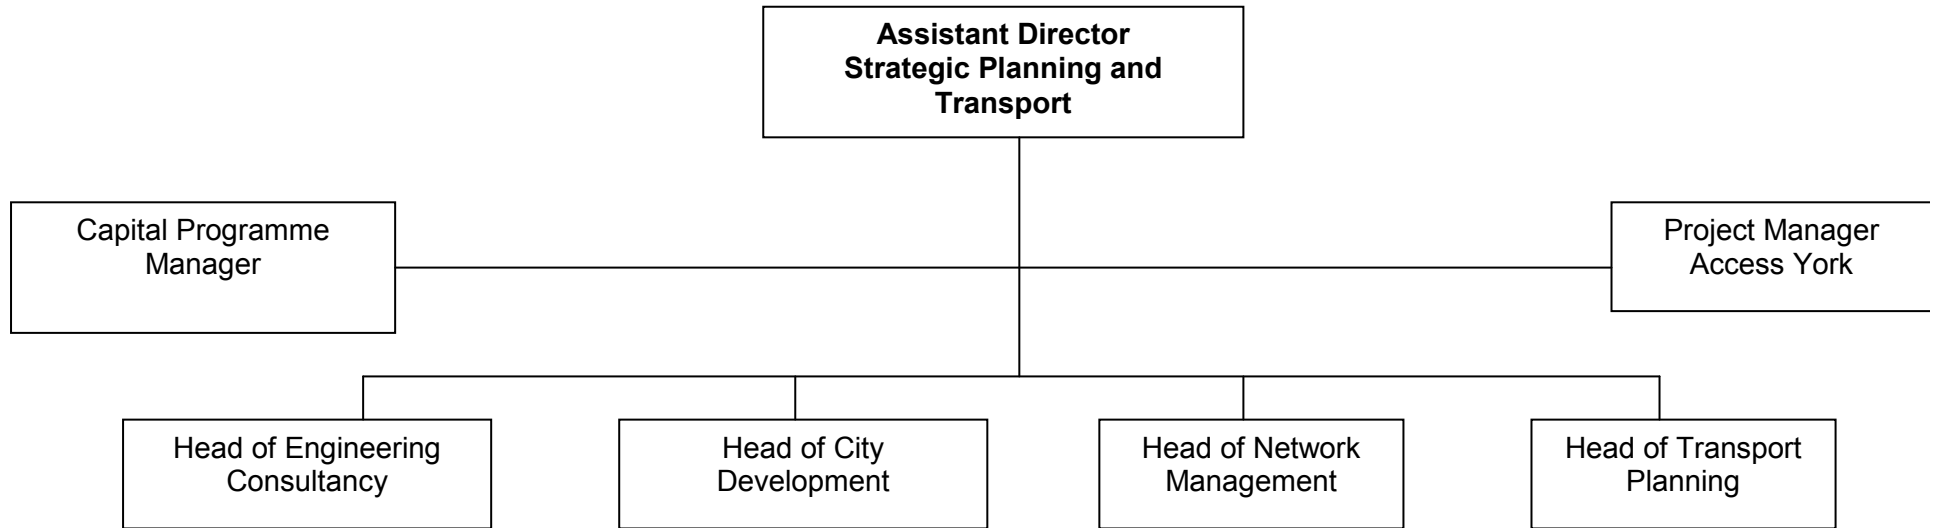 Assistant Director
Strategic Planning and
Transport
Capital Programme
Manager
Project Manager
Access York
Head of Engineering
Consultancy
Head of City
Development
Head of Network
Management
Head of Transport
Planning